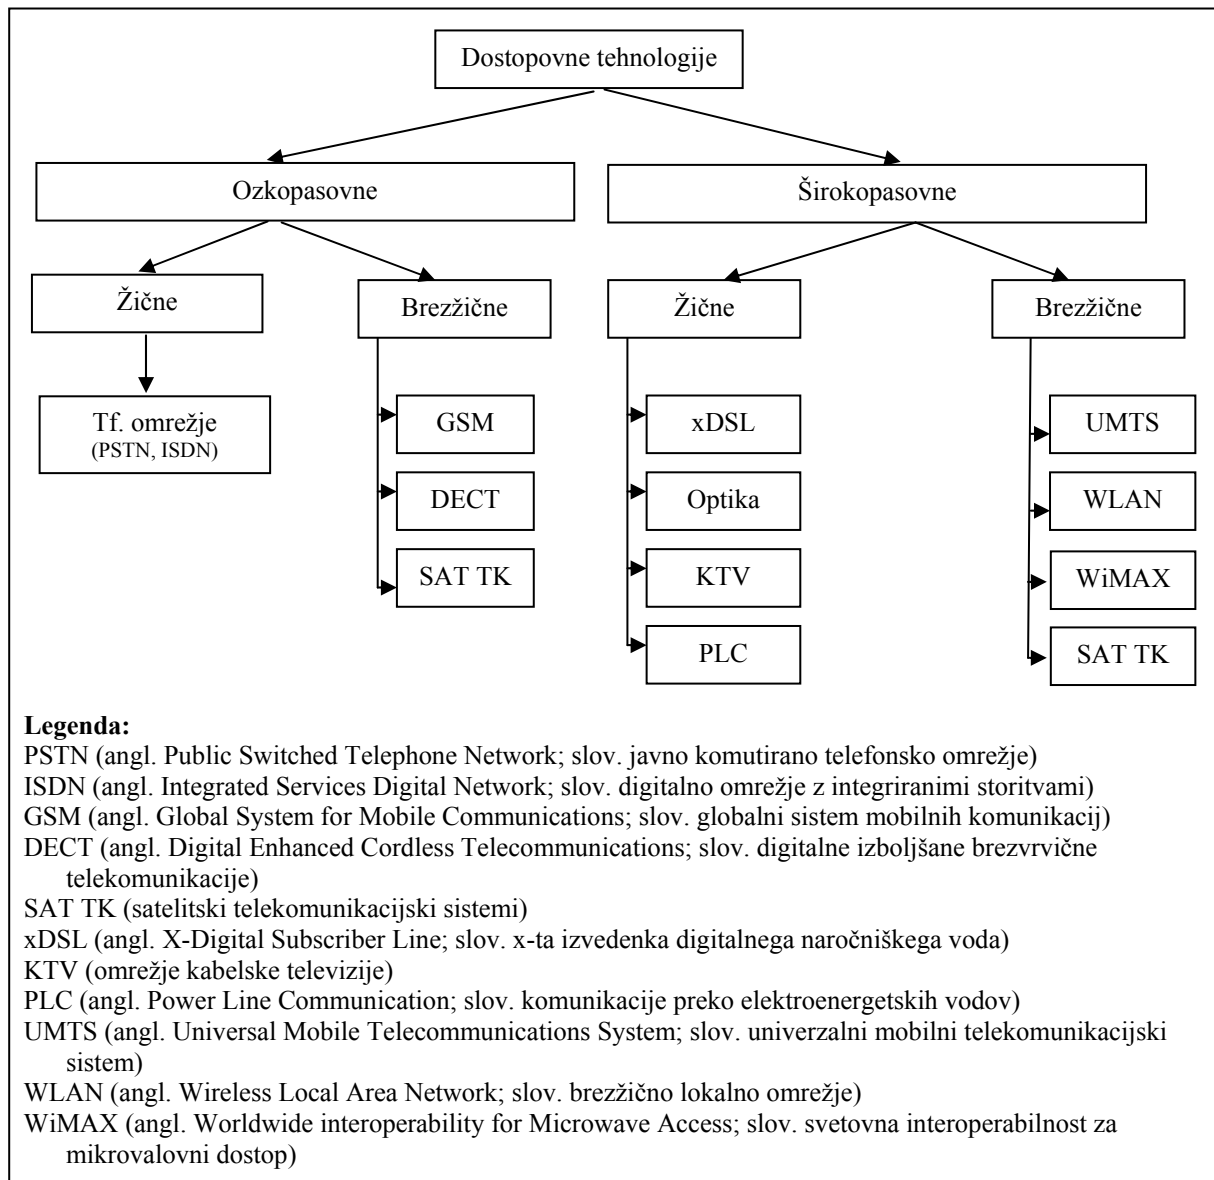 Dostopovne tehnologije
Ozkopasovne
Širokopasovne
Žične
Brezžične
Žične
Brezžične
Tf. omrežje
(PSTN, ISDN)
GSM
DECT
SAT TK
xDSL
Optika
KTV
PLC
UMTS
WLAN
WiMAX
SAT TK
Legenda:
PSTN (angl. Public Switched Telephone Network; slov. javno komutirano telefonsko omrežje)
ISDN (angl. Integrated Services Digital Network; slov. digitalno omrežje z integriranimi storitvami)
GSM (angl. Global System for Mobile Communications; slov. globalni sistem mobilnih komunikacij)
DECT (angl. Digital Enhanced Cordless Telecommunications; slov. digitalne izboljšane brezvrvične
telekomunikacije)
SAT TK (satelitski telekomunikacijski sistemi)
xDSL (angl. X-Digital Subscriber Line; slov. x-ta izvedenka digitalnega naročniškega voda)
KTV (omrežje kabelske televizije)
PLC (angl. Power Line Communication; slov. komunikacije preko elektroenergetskih vodov)
UMTS (angl. Universal Mobile Telecommunications System; slov. univerzalni mobilni telekomunikacijski
sistem)
WLAN (angl. Wireless Local Area Network; slov. brezžično lokalno omrežje)
WiMAX (angl. Worldwide interoperability for Microwave Access; slov. svetovna interoperabilnost za
mikrovalovni dostop)